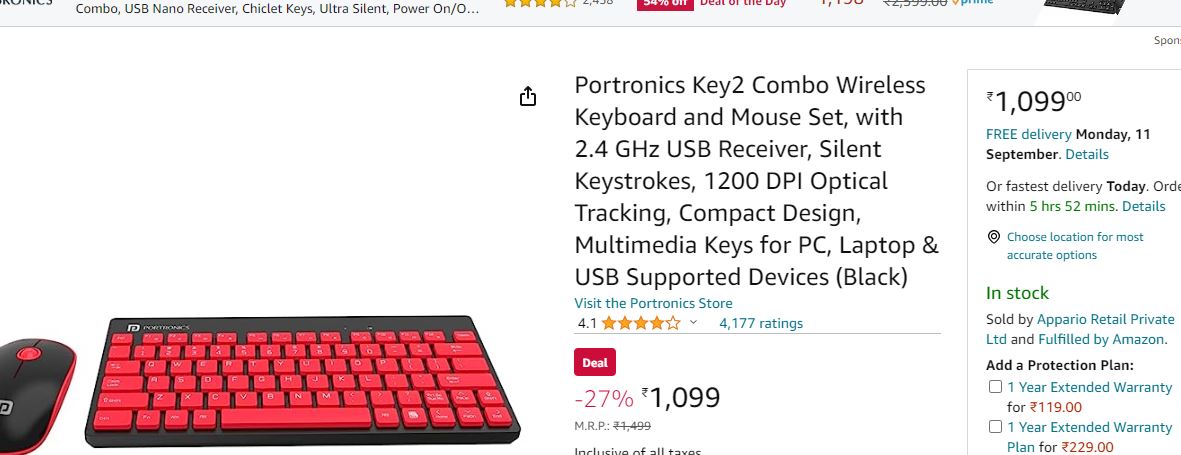 Combo, USB Nano Receiver, Chiclet Keys, Ultra Silent, Power On/O...
2,458
54% off Deal of the Day
₹2,599.00 prime
Spon
Portronics Key2 Combo Wireless
Keyboard and Mouse Set, with
2.4 GHz USB Receiver, Silent
Keystrokes, 1200 DPI Optical
Tracking, Compact Design,
Multimedia Keys for PC, Laptop &
USB Supported Devices (Black)
Visit the Portronics Store
4.1
4,177 ratings
Deal
-27% ₹1,099
M.R.P.: ₹1,499
Inclusive of all taxes
PORTRONICS
₹1,09900
FREE delivery Monday, 11
September. Details
Or fastest delivery Today. Orde
within 5 hrs 52 mins. Details
Choose location for most
accurate options
In stock
Sold by Appario Retail Private
Ltd and Fulfilled by Amazon.
Add a Protection Plan:
1 Year Extended Warranty
for ₹119.00
1 Year Extended Warranty
Plan for ₹229.00